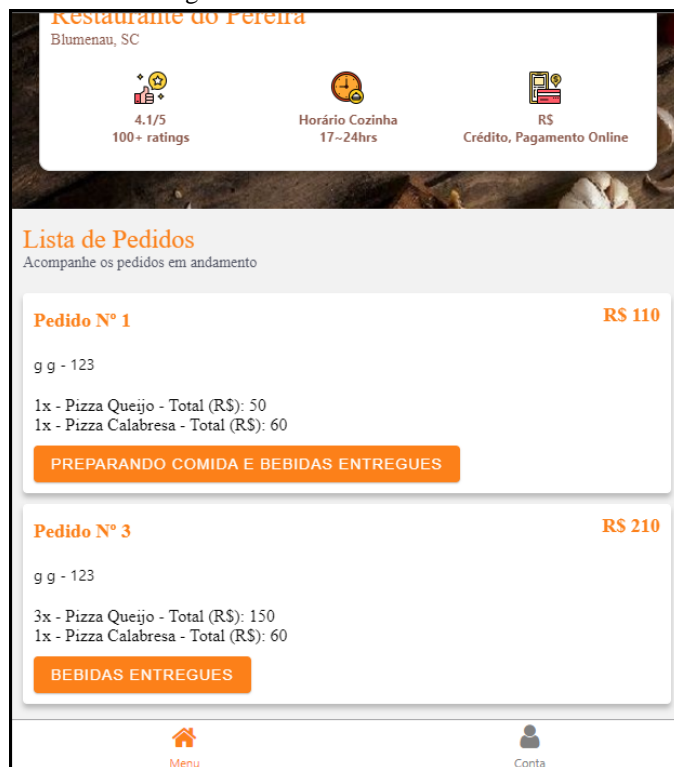 Restaurante do Pereira
Blumenau, SC
4.1/5
100+ ratings
Horário Cozinha
17~24hrs
R$
Crédito, Pagamento Online
Lista de Pedidos
Acompanhe os pedidos em andamento
Pedido Nº 1
R$ 110
g g - 123
1x - Pizza Queijo - Total (R$): 50
1x - Pizza Calabresa - Total (R$): 60
PREPARANDO COMIDA E BEBIDAS ENTREGUES
Pedido Nº 3
R$ 210
g g - 123
3x - Pizza Queijo - Total (R$): 150
1x - Pizza Calabresa - Total (R$): 60
BEBIDAS ENTREGUES
Menu
Conta